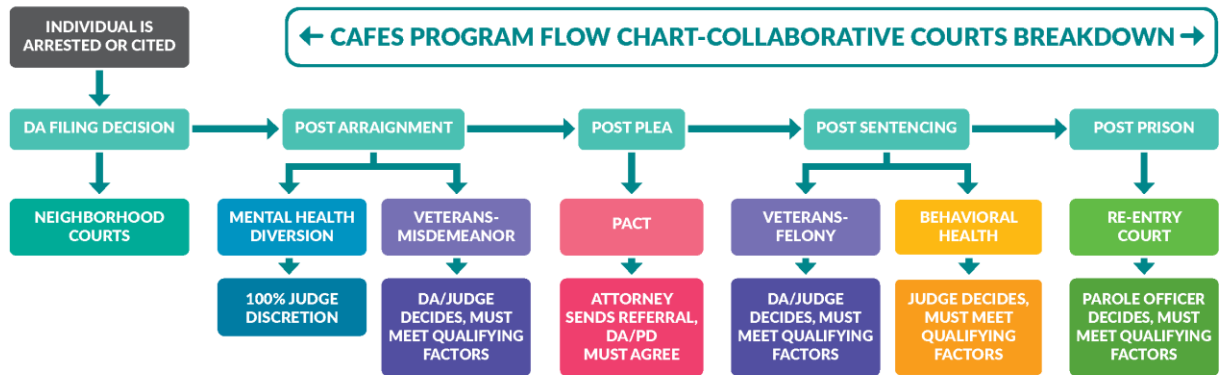 INDIVIDUAL IS
ARRESTED OR CITED
CAFES PROGRAM FLOW CHART-COLLABORATIVE COURTS BREAKDOWN
DA FILING DECISION
POST ARRAIGNMENT
POST PLEA
POST SENTENCING
POST PRISON
NEIGHBORHOOD
COURTS
MENTAL HEALTH
DIVERSION
VETERANS-
MISDEMEANOR
PACT
VETERANS-
FELONY
BEHAVIORAL
HEALTH
RE-ENTRY
COURT
100% JUDGE
DISCRETION
DA/JUDGE
DECIDES, MUST
MEET QUALIFYING
FACTORS
ATTORNEY
SENDS REFERRAL,
DA/PD
MUST AGREE
DA/JUDGE
DECIDES, MUST
MEET QUALIFYING
FACTORS
JUDGE DECIDES,
MUST MEET
QUALIFYING
FACTORS
PAROLE OFFICER
DECIDES, MUST
MEET QUALIFYING
FACTORS